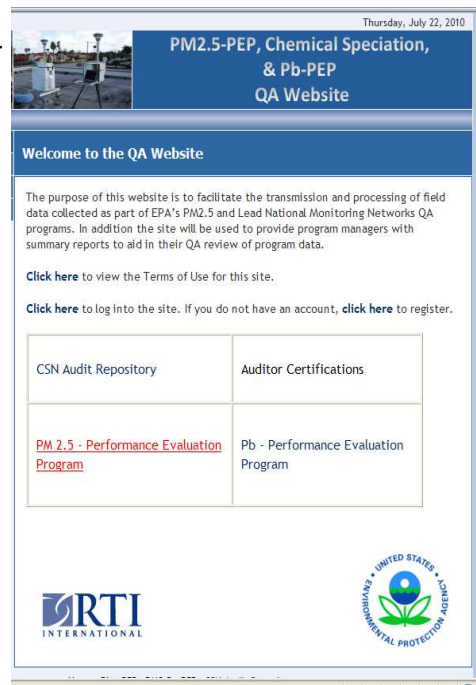 Thursday, July 22, 2010
PM2.5-PEP, Chemical Speciation,
& Pb-PEP
QA Website
Welcome to the QA Website
The purpose of this website is to facilitate the transmission and processing of field
data collected as part of EPA's PM2.5 and Lead National Monitoring Networks QA
programs. In addition the site will be used to provide program managers with
summary reports to aid in their QA review of program data.
Click here to view the Terms of Use for this site.
Click here to log into the site. If you do not have an account, click here to register.
CSN Audit Repository
Auditor Certifications
PM 2.5 - Performance Evaluation
Program
Pb - Performance Evaluation
Program
RTI
INTERNATIONAL
UNITED STATES
ENVIRONMENTAL PROTECTION AGENCY